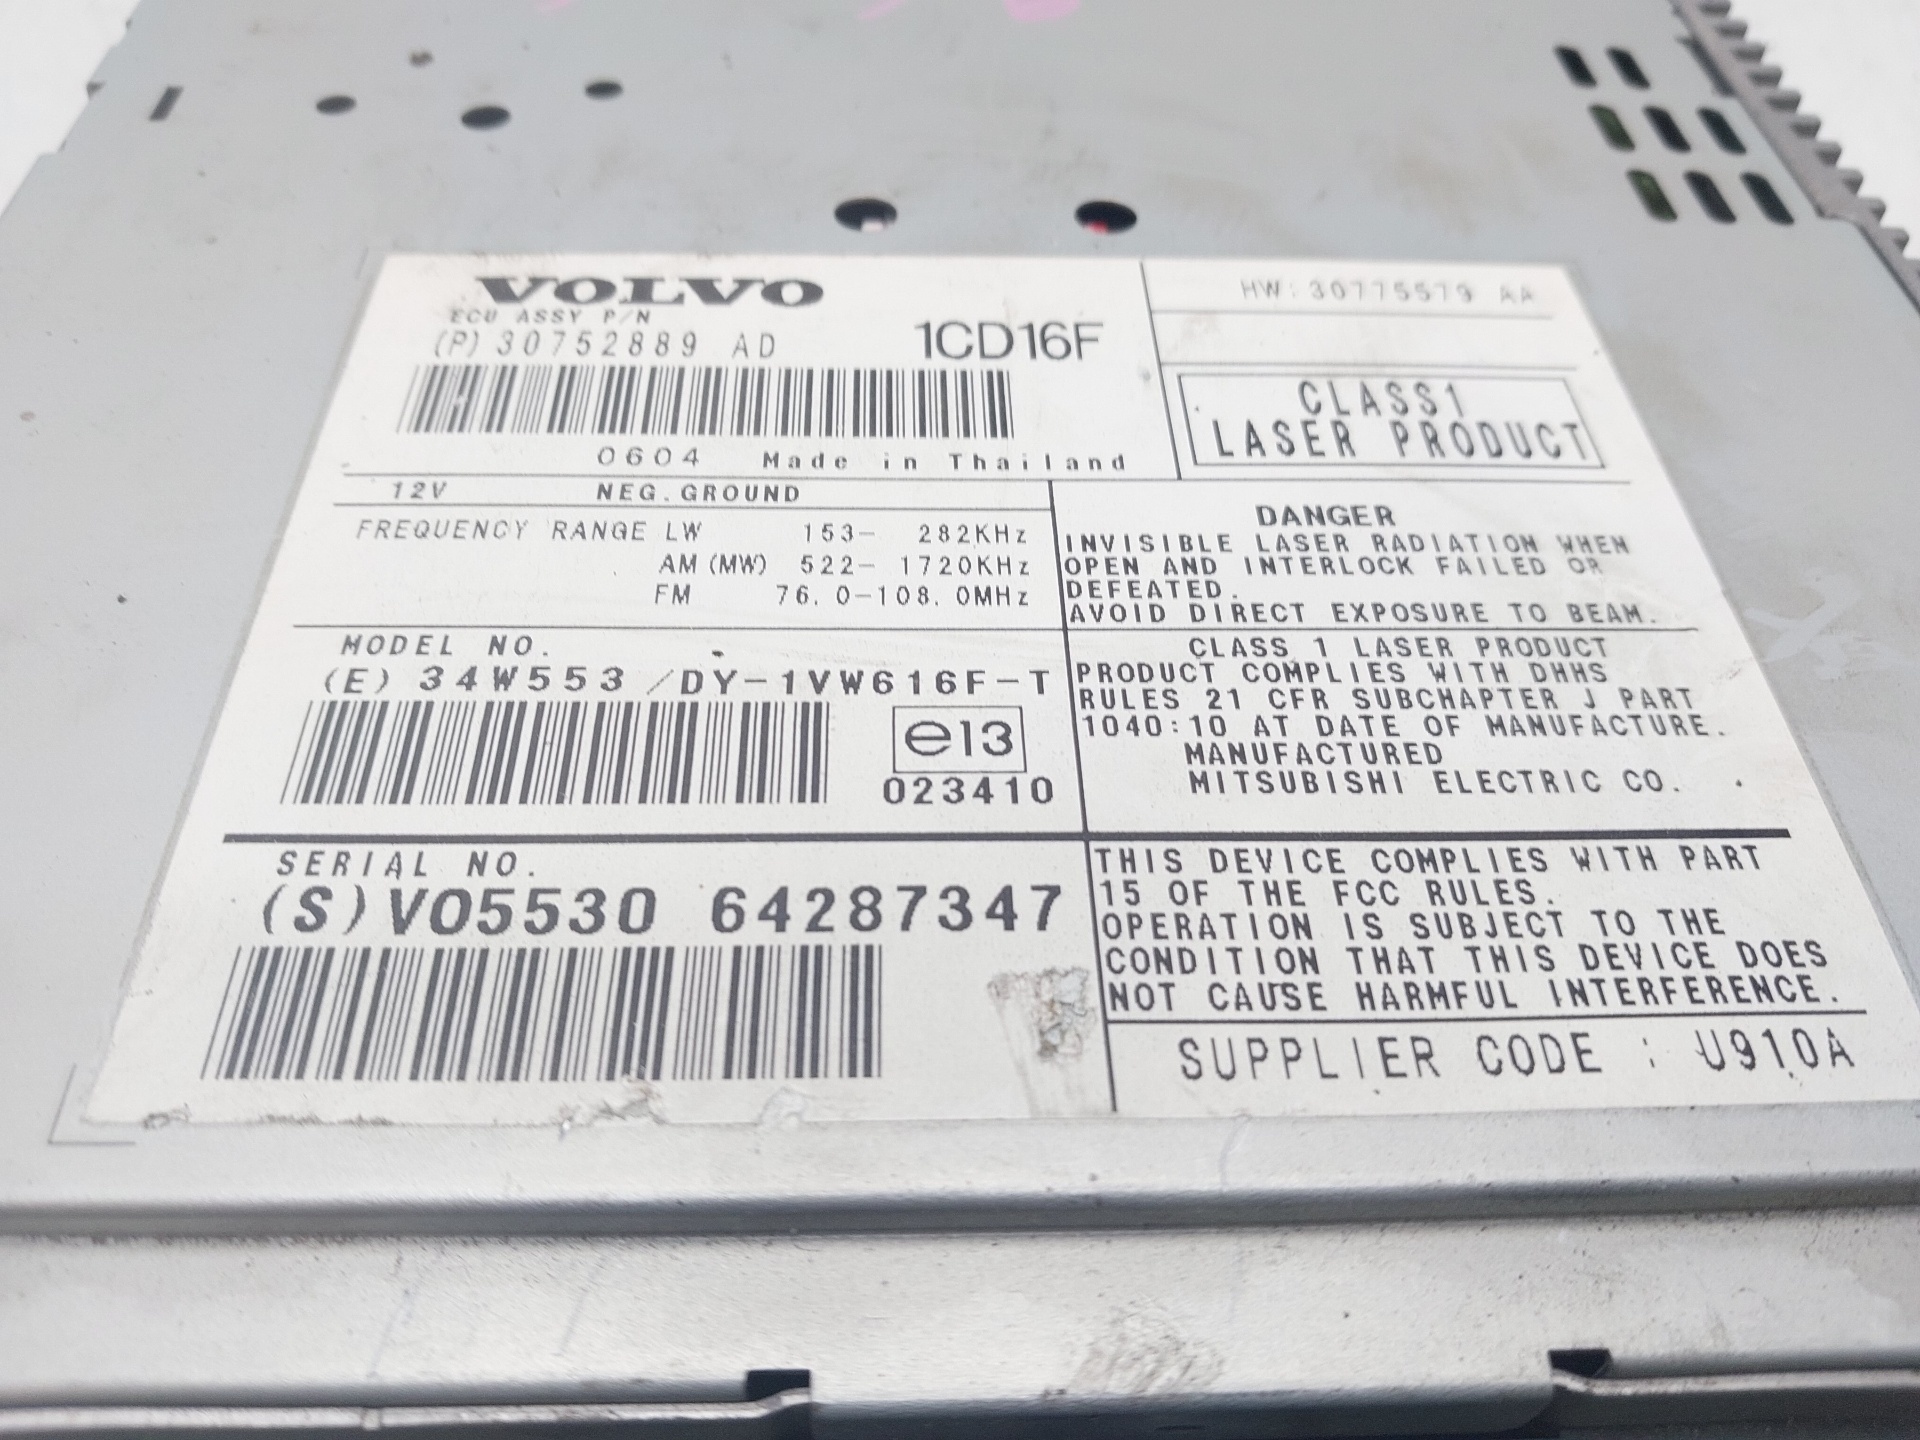 VOLVO
ECU ASSY P/N
(P) 30752889 AD
1CD16F
0604 Made in Thailand
HW: 30775579 AA
CLASS1
LASER PRODUCT
12V NEG. GROUND
FREQUENCY RANGE LW 153- 282KHz
AM (MW) 522- 1720KHz
FM 76.0-108.0MHz
DANGER
INVISIBLE LASER RADIATION WHEN
OPEN AND INTERLOCK FAILED OR
DEFEATED.
AVOID DIRECT EXPOSURE TO BEAM.
MODEL NO.
(E) 34W553 /DY-1VW616F-T
e13
023410
CLASS 1 LASER PRODUCT
PRODUCT COMPLIES WITH DHHS
RULES 21 CFR SUBCHAPTER J PART
1040:10 AT DATE OF MANUFACTURE.
MANUFACTURED
MITSUBISHI ELECTRIC CO.
SERIAL NO.
(S) VO5530 64287347
THIS DEVICE COMPLIES WITH PART
15 OF THE FCC RULES.
OPERATION IS SUBJECT TO THE
CONDITION THAT THIS DEVICE DOES
NOT CAUSE HARMFUL INTERFERENCE.
SUPPLIER CODE : U910A